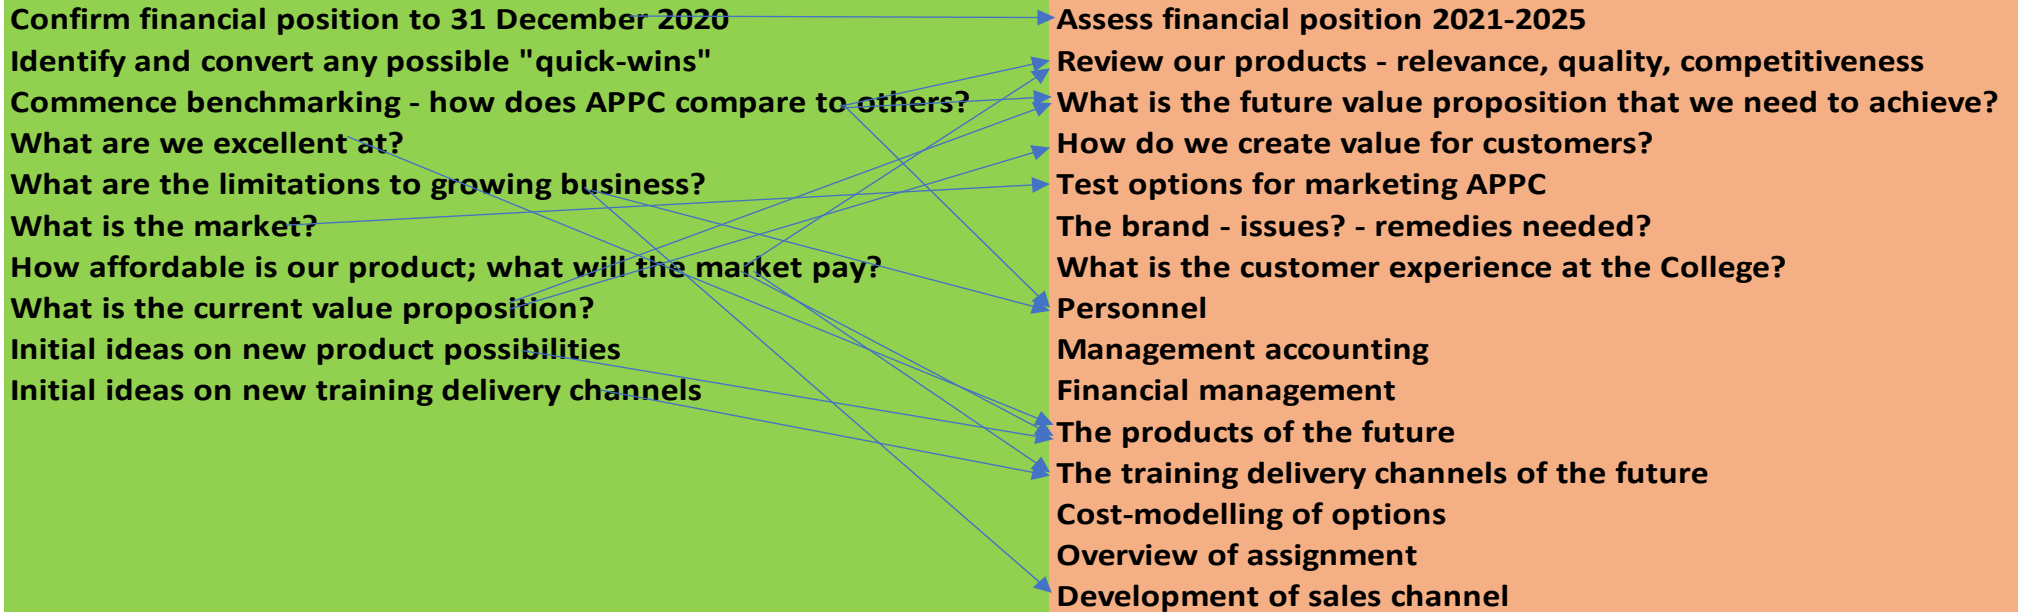 Confirm financial position to 31 December 2020
Identify and convert any possible "quick-wins"
Commence benchmarking - how does APPC compare to others?
What are we excellent at?
What are the limitations to growing business?
What is the market?
How affordable is our product; what will the market pay?
What is the current value proposition?
Initial ideas on new product possibilities
Initial ideas on new training delivery channels
Assess financial position 2021-2025
Review our products - relevance, quality, competitiveness
What is the future value proposition that we need to achieve?
How do we create value for customers?
Test options for marketing APPC
The brand - issues? - remedies needed?
What is the customer experience at the College?
Personnel
Management accounting
Financial management
The products of the future
The training delivery channels of the future
Cost-modelling of options
Overview of assignment
Development of sales channel